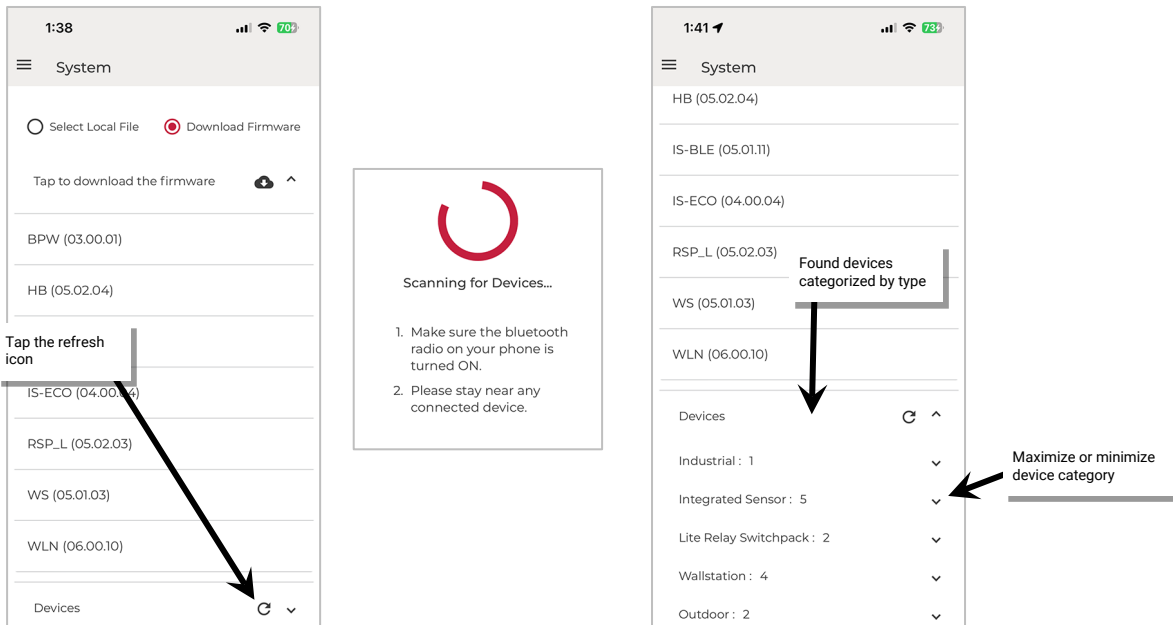 1:38
70
System
Select Local File
Download Firmware
Tap to download the firmware
BPW (03.00.01)
HB (05.02.04)
Tap the refresh
icon
IS-ECO (04.00.04)
RSP_L (05.02.03)
WS (05.01.03)
WLN (06.00.10)
Devices
Scanning for Devices...
1. Make sure the bluetooth
radio on your phone is
turned ON.
2. Please stay near any
connected device.
1:41
73
System
HB (05.02.04)
IS-BLE (05.01.11)
IS-ECO (04.00.04)
RSP_L (05.02.03)
Found devices
categorized by type
WS (05.01.03)
WLN (06.00.10)
Devices
Industrial : 1
Integrated Sensor : 5
Lite Relay Switchpack : 2
Wallstation : 4
Outdoor : 2
Maximize or minimize
device category